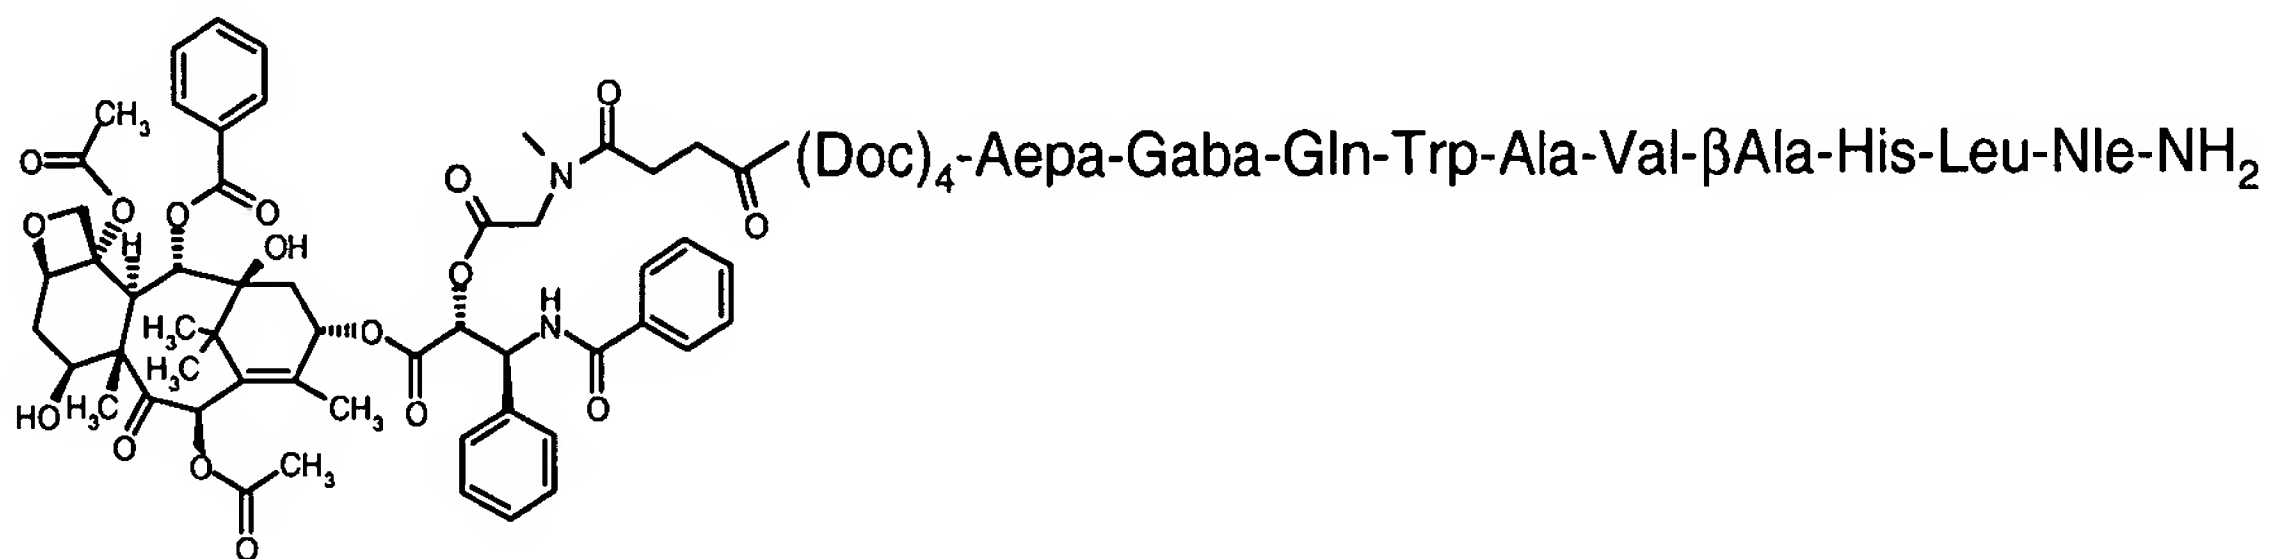 O
CH₃
(Doc)₄-Aepa-Gaba-Gln-Trp-Ala-Val-βAla-His-Leu-Nle-NH₂
O
O
N
O
O
O
O
O
H
OH
O
H
N
H₃C
O
H₃C
HO
H₃C
CH₃
O
O
O
O
CH₃
O